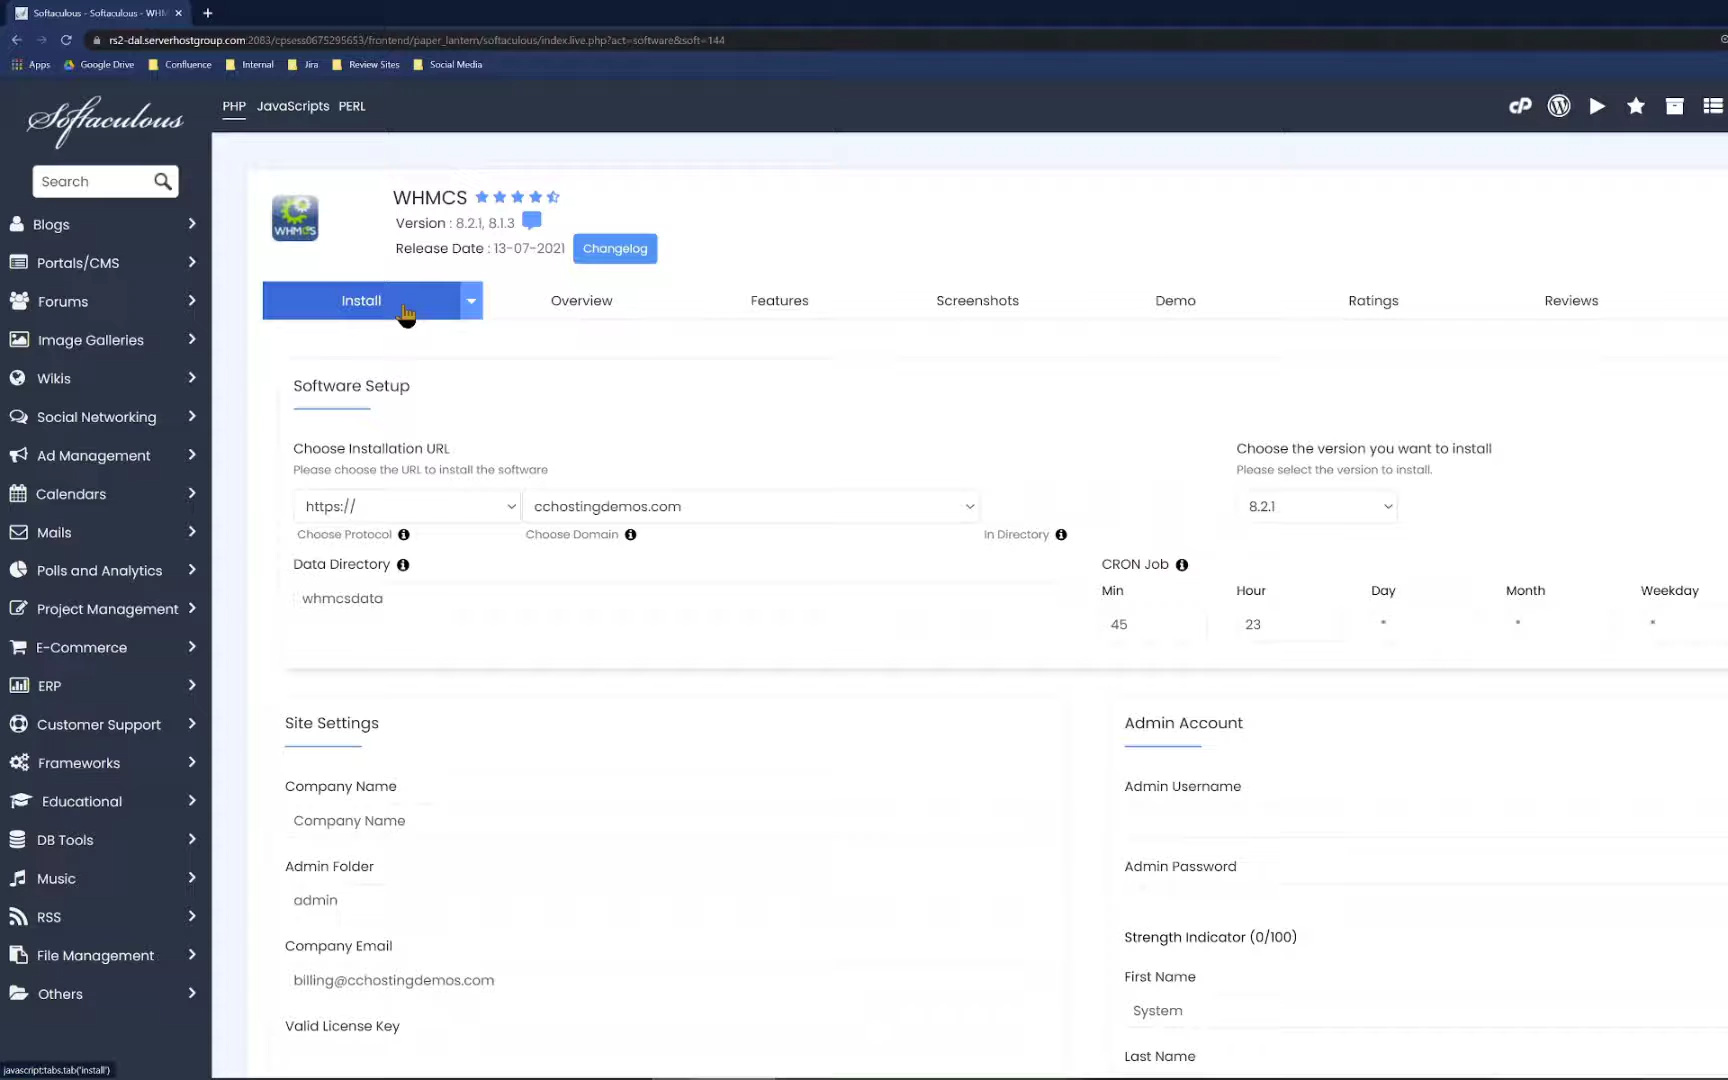 Softaculous - Softaculous - WHM
rs2-dal.serverhostgroup.com:2083/cpsess0675295653/frontend/paper_lantern/softaculous/index.live.php?act=software&soft=144
Apps Google Drive Confluence Internal Jira Review Sites Social Media
Softaculous
PHP JavaScripts PERL
Search
Blogs
Portals/CMS
Forums
Image Galleries
Wikis
Social Networking
Ad Management
Calendars
Mails
Polls and Analytics
Project Management
E-Commerce
ERP
Customer Support
Frameworks
Educational
DB Tools
Music
RSS
File Management
Others
javascript:tabs.tab('install')
WHMCS
WHMCS
Version : 8.2.1, 8.1.3
Release Date : 13-07-2021 Changelog
Install Overview Features Screenshots Demo Ratings Reviews
Software Setup
Choose Installation URL
Please choose the URL to install the software
https:// cchostingdemos.com
Choose Protocol Choose Domain In Directory
Choose the version you want to install
Please select the version to install.
8.2.1
Data Directory
whmcsdata
CRON Job
Min Hour Day Month Weekday
45 23 * * *
Site Settings
Company Name
Company Name
Admin Folder
admin
Company Email
billing@cchostingdemos.com
Valid License Key
Admin Account
Admin Username
Admin Password
Strength Indicator (0/100)
First Name
System
Last Name